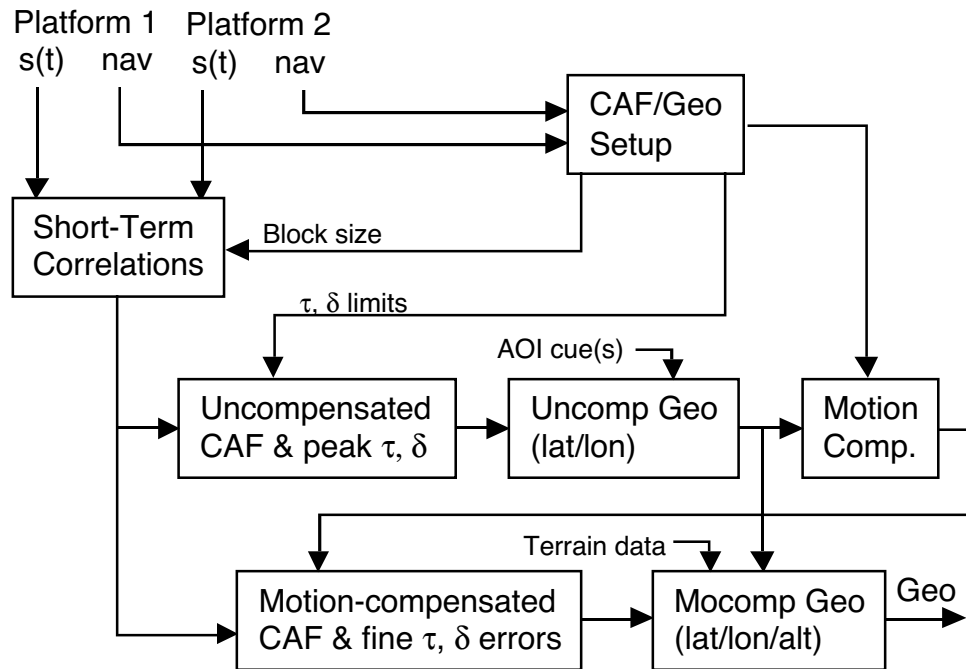 Platform 1 Platform 2
s(t) nav s(t) nav
CAF/Geo
Setup
Short-Term
Correlations
Block size
τ, δ limits
AOI cue(s)
Uncompensated
CAF & peak τ, δ
Uncomp Geo
(lat/lon)
Motion
Comp.
Terrain data
Motion-compensated
CAF & fine τ, δ errors
Mocomp Geo
(lat/lon/alt)
Geo